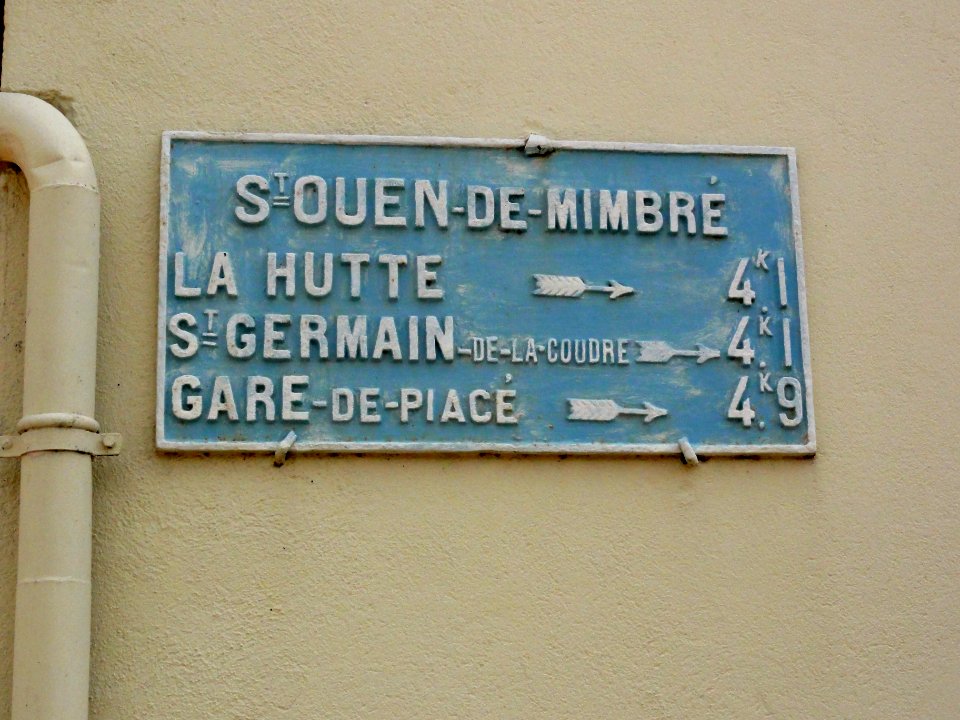 ST OUEN-DE-MIMBRÉ
LA HUTTE 4.K1
ST GERMAIN-DE-LA-COUDRE 4.K1
GARE-DE-PIACÉ 4.K9